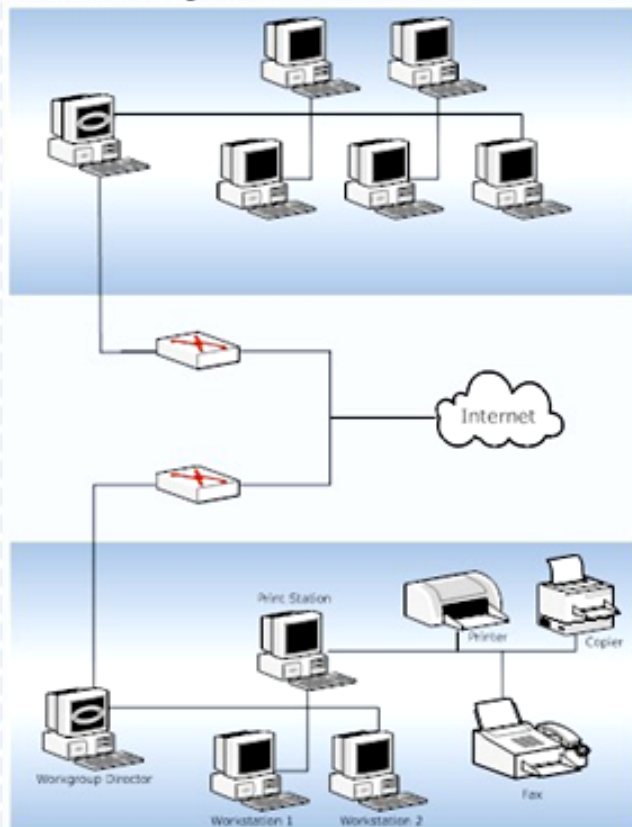 Internet
Print Station
Printer
Copier
Workgroup Director
Fax
Workstation 1
Workstation 2